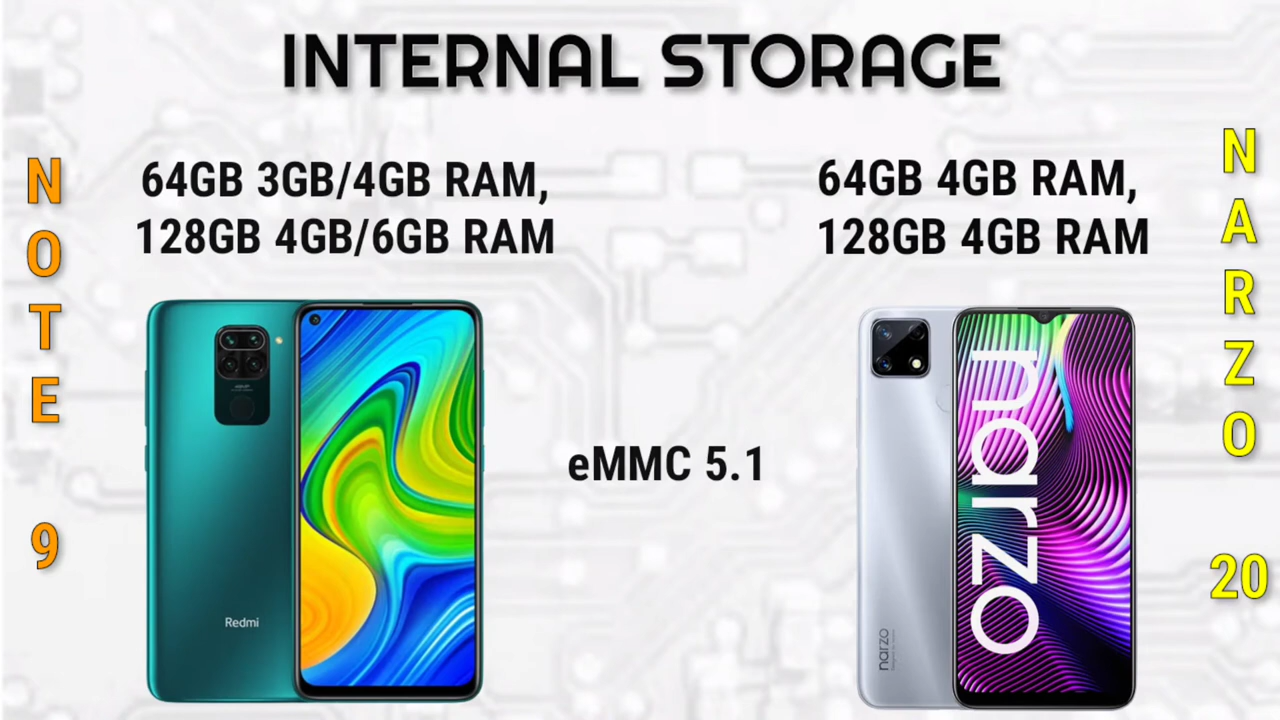 INTERNAL STORAGE
NOTE 9
64GB 3GB/4GB RAM,
128GB 4GB/6GB RAM
64GB 4GB RAM,
128GB 4GB RAM
NARZO 20
eMMC 5.1
Redmi
narzo
narzo